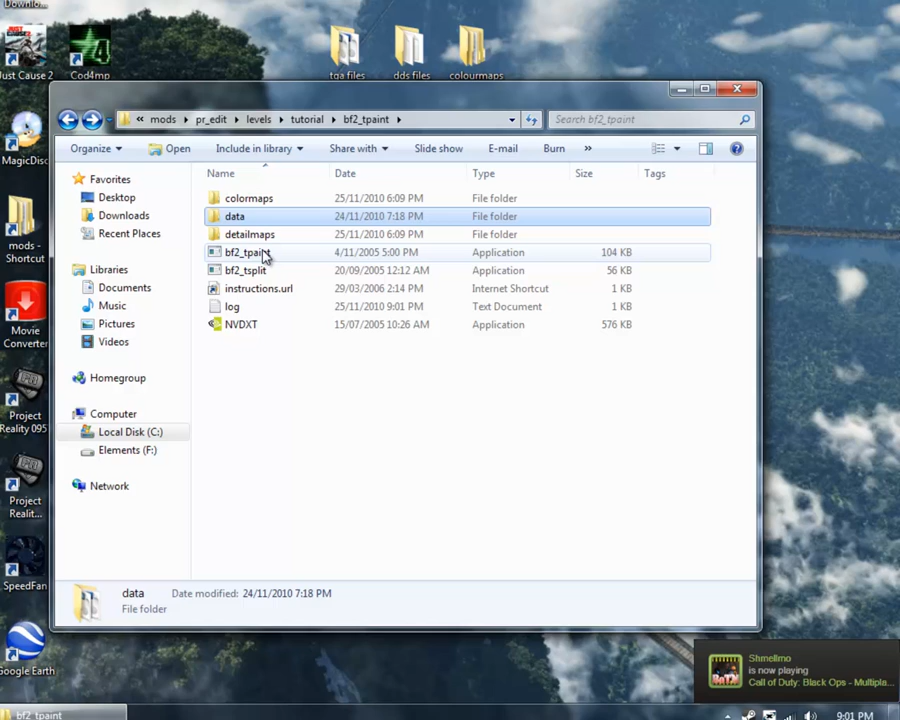 Downlo...
Just Cause 2
Cod4mp
tga files
dds files
colourmaps
« mods ▸ pr_edit ▸ levels ▸ tutorial ▸ bf2_tpaint ▸
Search bf2_tpaint
Organize
Open
Include in library
Share with
Slide show
E-mail
Burn
»
Name
Date
Type
Size
Tags
Favorites
Desktop
Downloads
Recent Places
Libraries
Documents
Music
Pictures
Videos
Homegroup
Computer
Local Disk (C:)
Elements (F:)
Network
colormaps 25/11/2010 6:09 PM File folder
data 24/11/2010 7:18 PM File folder
detailmaps 25/11/2010 6:09 PM File folder
bf2_tpaint 4/11/2005 5:00 PM Application 104 KB
bf2_tsplit 20/09/2005 12:12 AM Application 56 KB
instructions.url 29/03/2006 2:14 PM Internet Shortcut 1 KB
log 25/11/2010 9:01 PM Text Document 1 KB
NVDXT 15/07/2005 10:26 AM Application 576 KB
MagicDisc
mods -
Shortcut
Movie
Converter
Project
Reality 095
Project
Realit...
SpeedFan
Google Earth
data Date modified: 24/11/2010 7:18 PM
File folder
Shmellmo
is now playing
Call of Duty: Black Ops - Multipla...
bf2_tpaint
9:01 PM